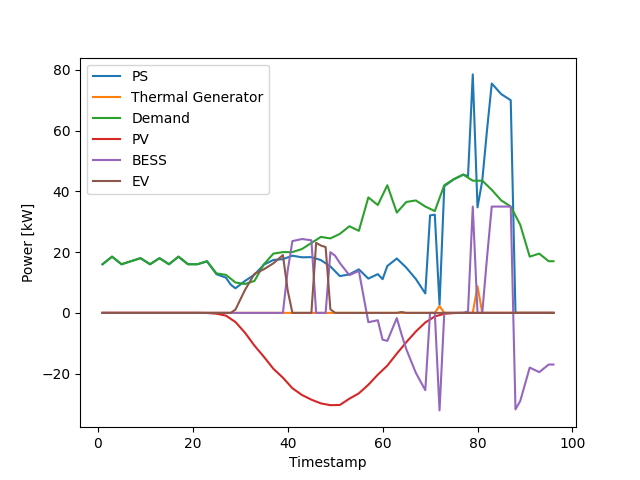 80
60
40
20
0
−20
Power [kW]
PS
Thermal Generator
Demand
PV
BESS
EV
0 20 40 60 80 100
Timestamp